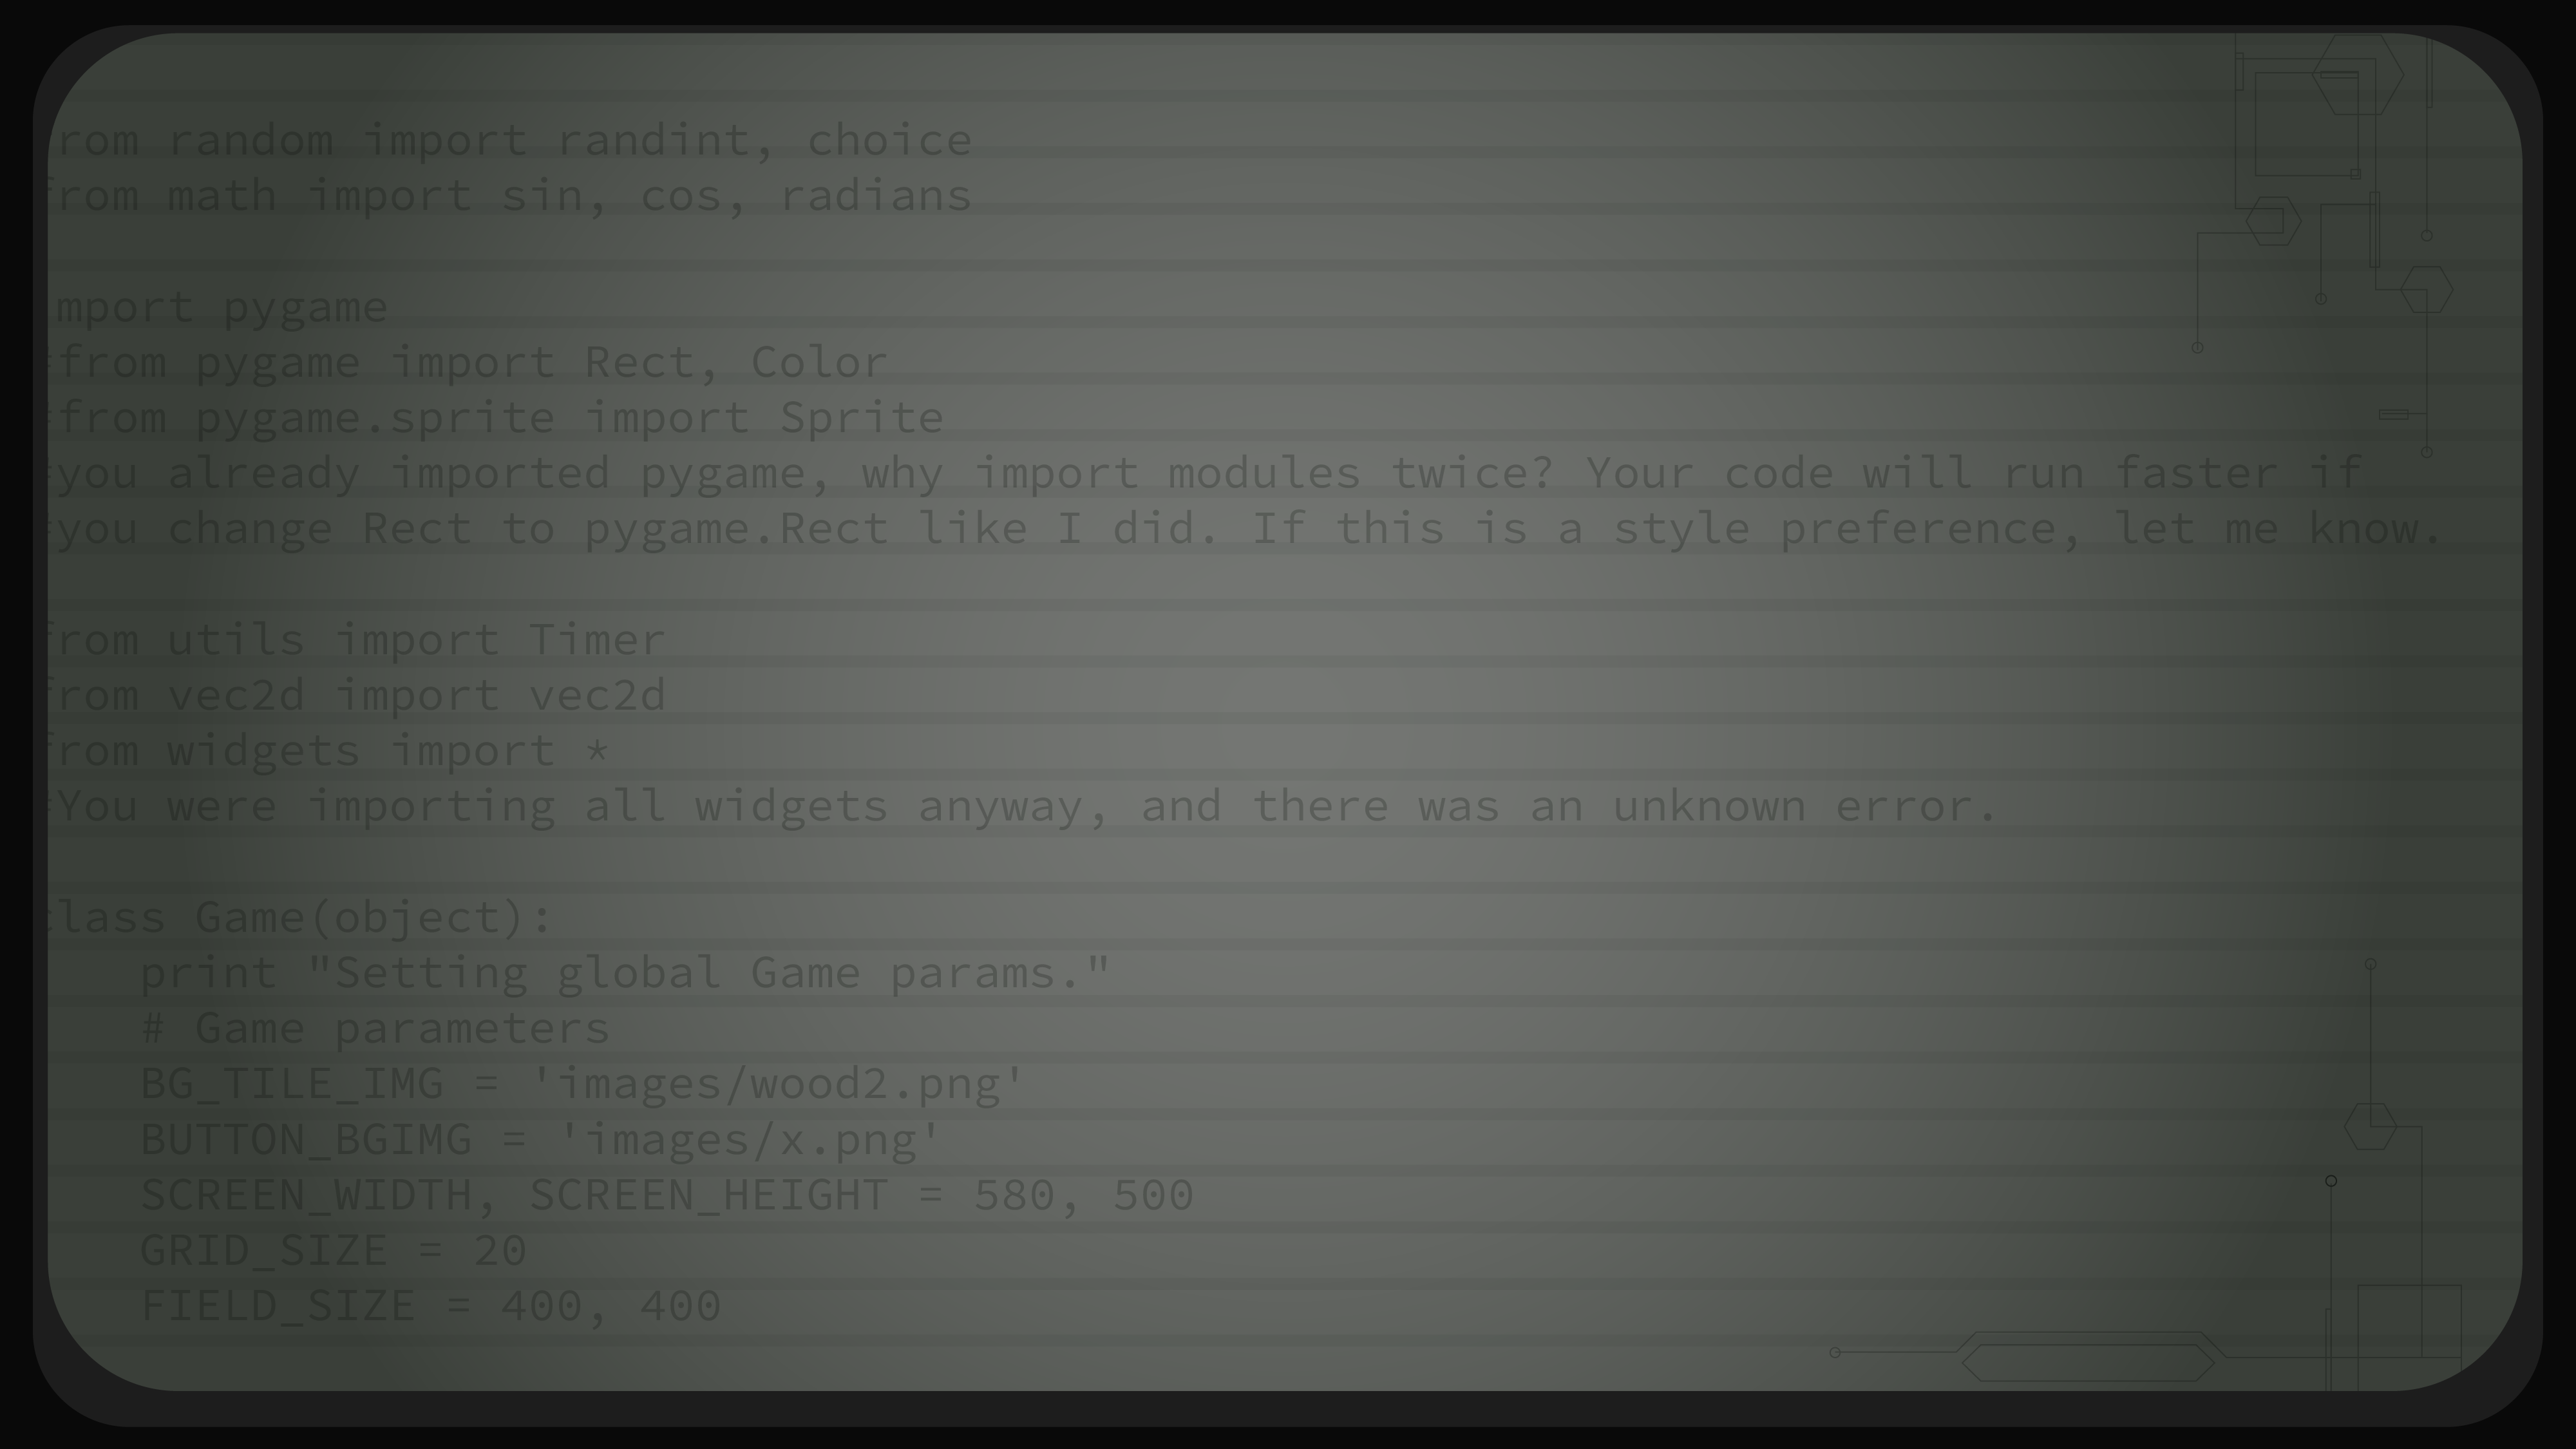 rom random import randint, choice
from math import sin, cos, radians
mport pygame
#from pygame import Rect, Color
#from pygame.sprite import Sprite
#you already imported pygame, why import modules twice? Your code will run faster if
#you change Rect to pygame.Rect like I did. If this is a style preference, let me know.
from utils import Timer
from vec2d import vec2d
from widgets import *
#You were importing all widgets anyway, and there was an unknown error.
class Game(object):
    print "Setting global Game params."
    # Game parameters
    BG_TILE_IMG = 'images/wood2.png'
    BUTTON_BGIMG = 'images/x.png'
    SCREEN_WIDTH, SCREEN_HEIGHT = 580, 500
    GRID_SIZE = 20
    FIELD_SIZE = 400, 400